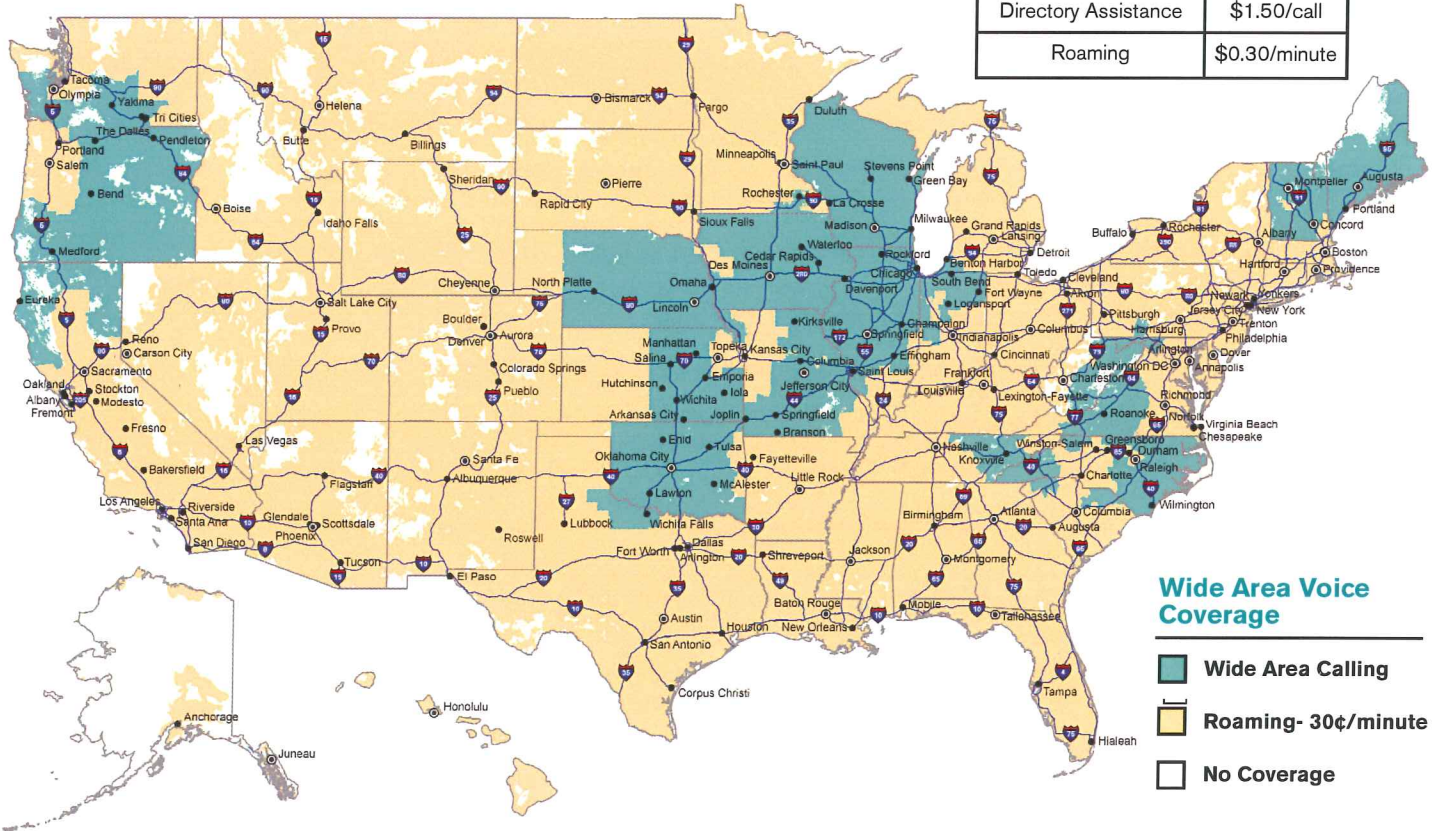 Directory Assistance $1.50/call
Roaming $0.30/minute
Tacoma
Olympia
Yakima
Tri Cities
The Dalles
Pendleton
Portland
Salem
Bend
Medford
Eureka
Helena
Butte
Billings
Bismarck
Fargo
Duluth
Minneapolis
Saint Paul
Stevens Point
Green Bay
Sheridan
Pierre
Rapid City
Rochester
La Crosse
Boise
Idaho Falls
Sioux Falls
Madison
Milwaukee
Grand Rapids
Lansing
Detroit
Buffalo
Rochester
Albany
Montpelier
Augusta
Portland
Concord
Boston
Hartford
Providence
Waterloo
Cedar Rapids
Rockford
Benton Harbor
Des Moines
Chicago
Davenport
South Bend
Fort Wayne
Logansport
Toledo
Cleveland
Akron
Newark
Yonkers
Jersey City
New York
Trenton
Philadelphia
Pittsburgh
Harrisburg
Cheyenne
North Platte
Omaha
Lincoln
Salt Lake City
Provo
Reno
Carson City
Sacramento
Oakland
Stockton
Albany
Modesto
Fremont
Fresno
Boulder
Denver
Aurora
Colorado Springs
Pueblo
Kirksville
Manhattan
Topeka
Kansas City
Salina
Columbia
Jefferson City
Saint Louis
Springfield
Champaign
Effingham
Indianapolis
Columbus
Cincinnati
Hutchinson
Emporia
Iola
Wichita
Arkansas City
Joplin
Springfield
Branson
Louisville
Frankfort
Lexington-Fayette
Charleston
Arlington
Washington DC
Dover
Annapolis
Richmond
Roanoke
Norfolk
Virginia Beach
Chesapeake
Las Vegas
Bakersfield
Los Angeles
Riverside
Santa Ana
San Diego
Flagstaff
Glendale
Scottsdale
Phoenix
Tucson
Santa Fe
Albuquerque
Roswell
El Paso
Enid
Tulsa
Oklahoma City
McAlester
Lawton
Wichita Falls
Fayetteville
Little Rock
Lubbock
Fort Worth
Dallas
Arlington
Shreveport
Jackson
Nashville
Knoxville
Winston-Salem
Greensboro
Durham
Raleigh
Charlotte
Wilmington
Birmingham
Atlanta
Columbia
Augusta
Montgomery
Austin
Houston
San Antonio
Corpus Christi
Baton Rouge
New Orleans
Mobile
Tallahassee
Tampa
Hialeah
Anchorage
Juneau
Honolulu
Wide Area Voice
Coverage
Wide Area Calling
Roaming- 30¢/minute
No Coverage